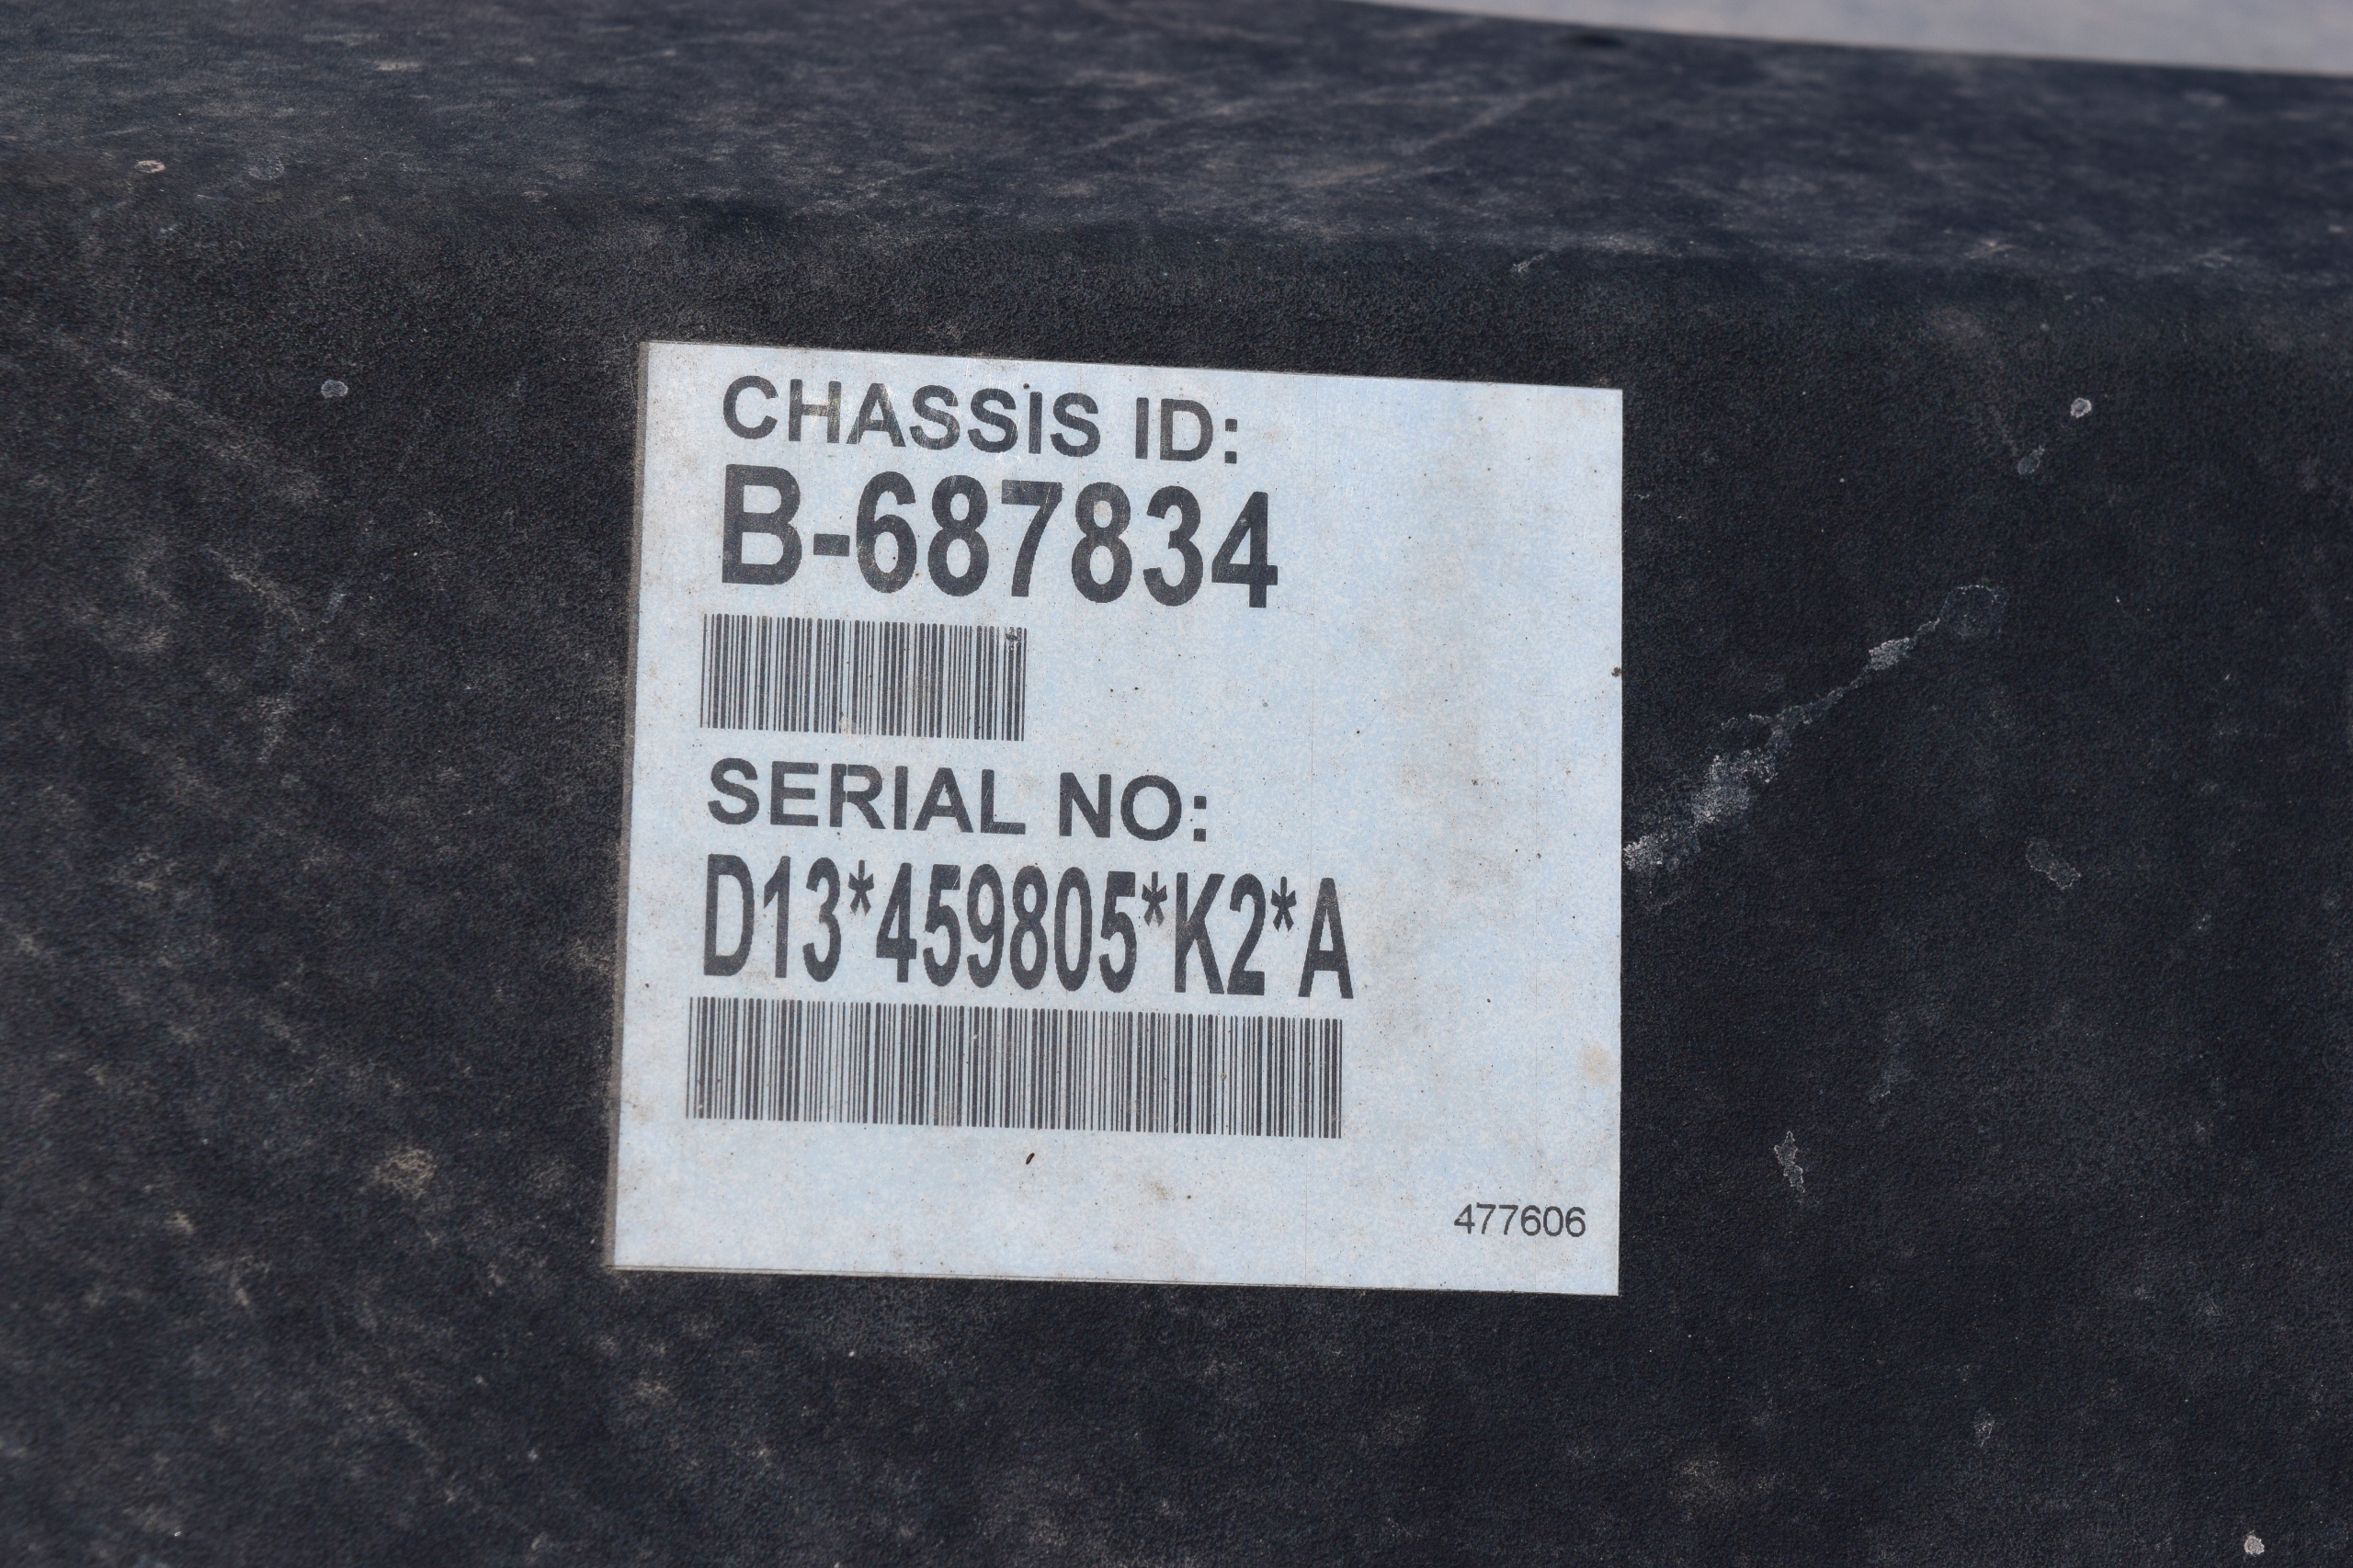 CHASSIS ID:
B-687834
SERIAL NO:
D13*459805*K2*A
477606